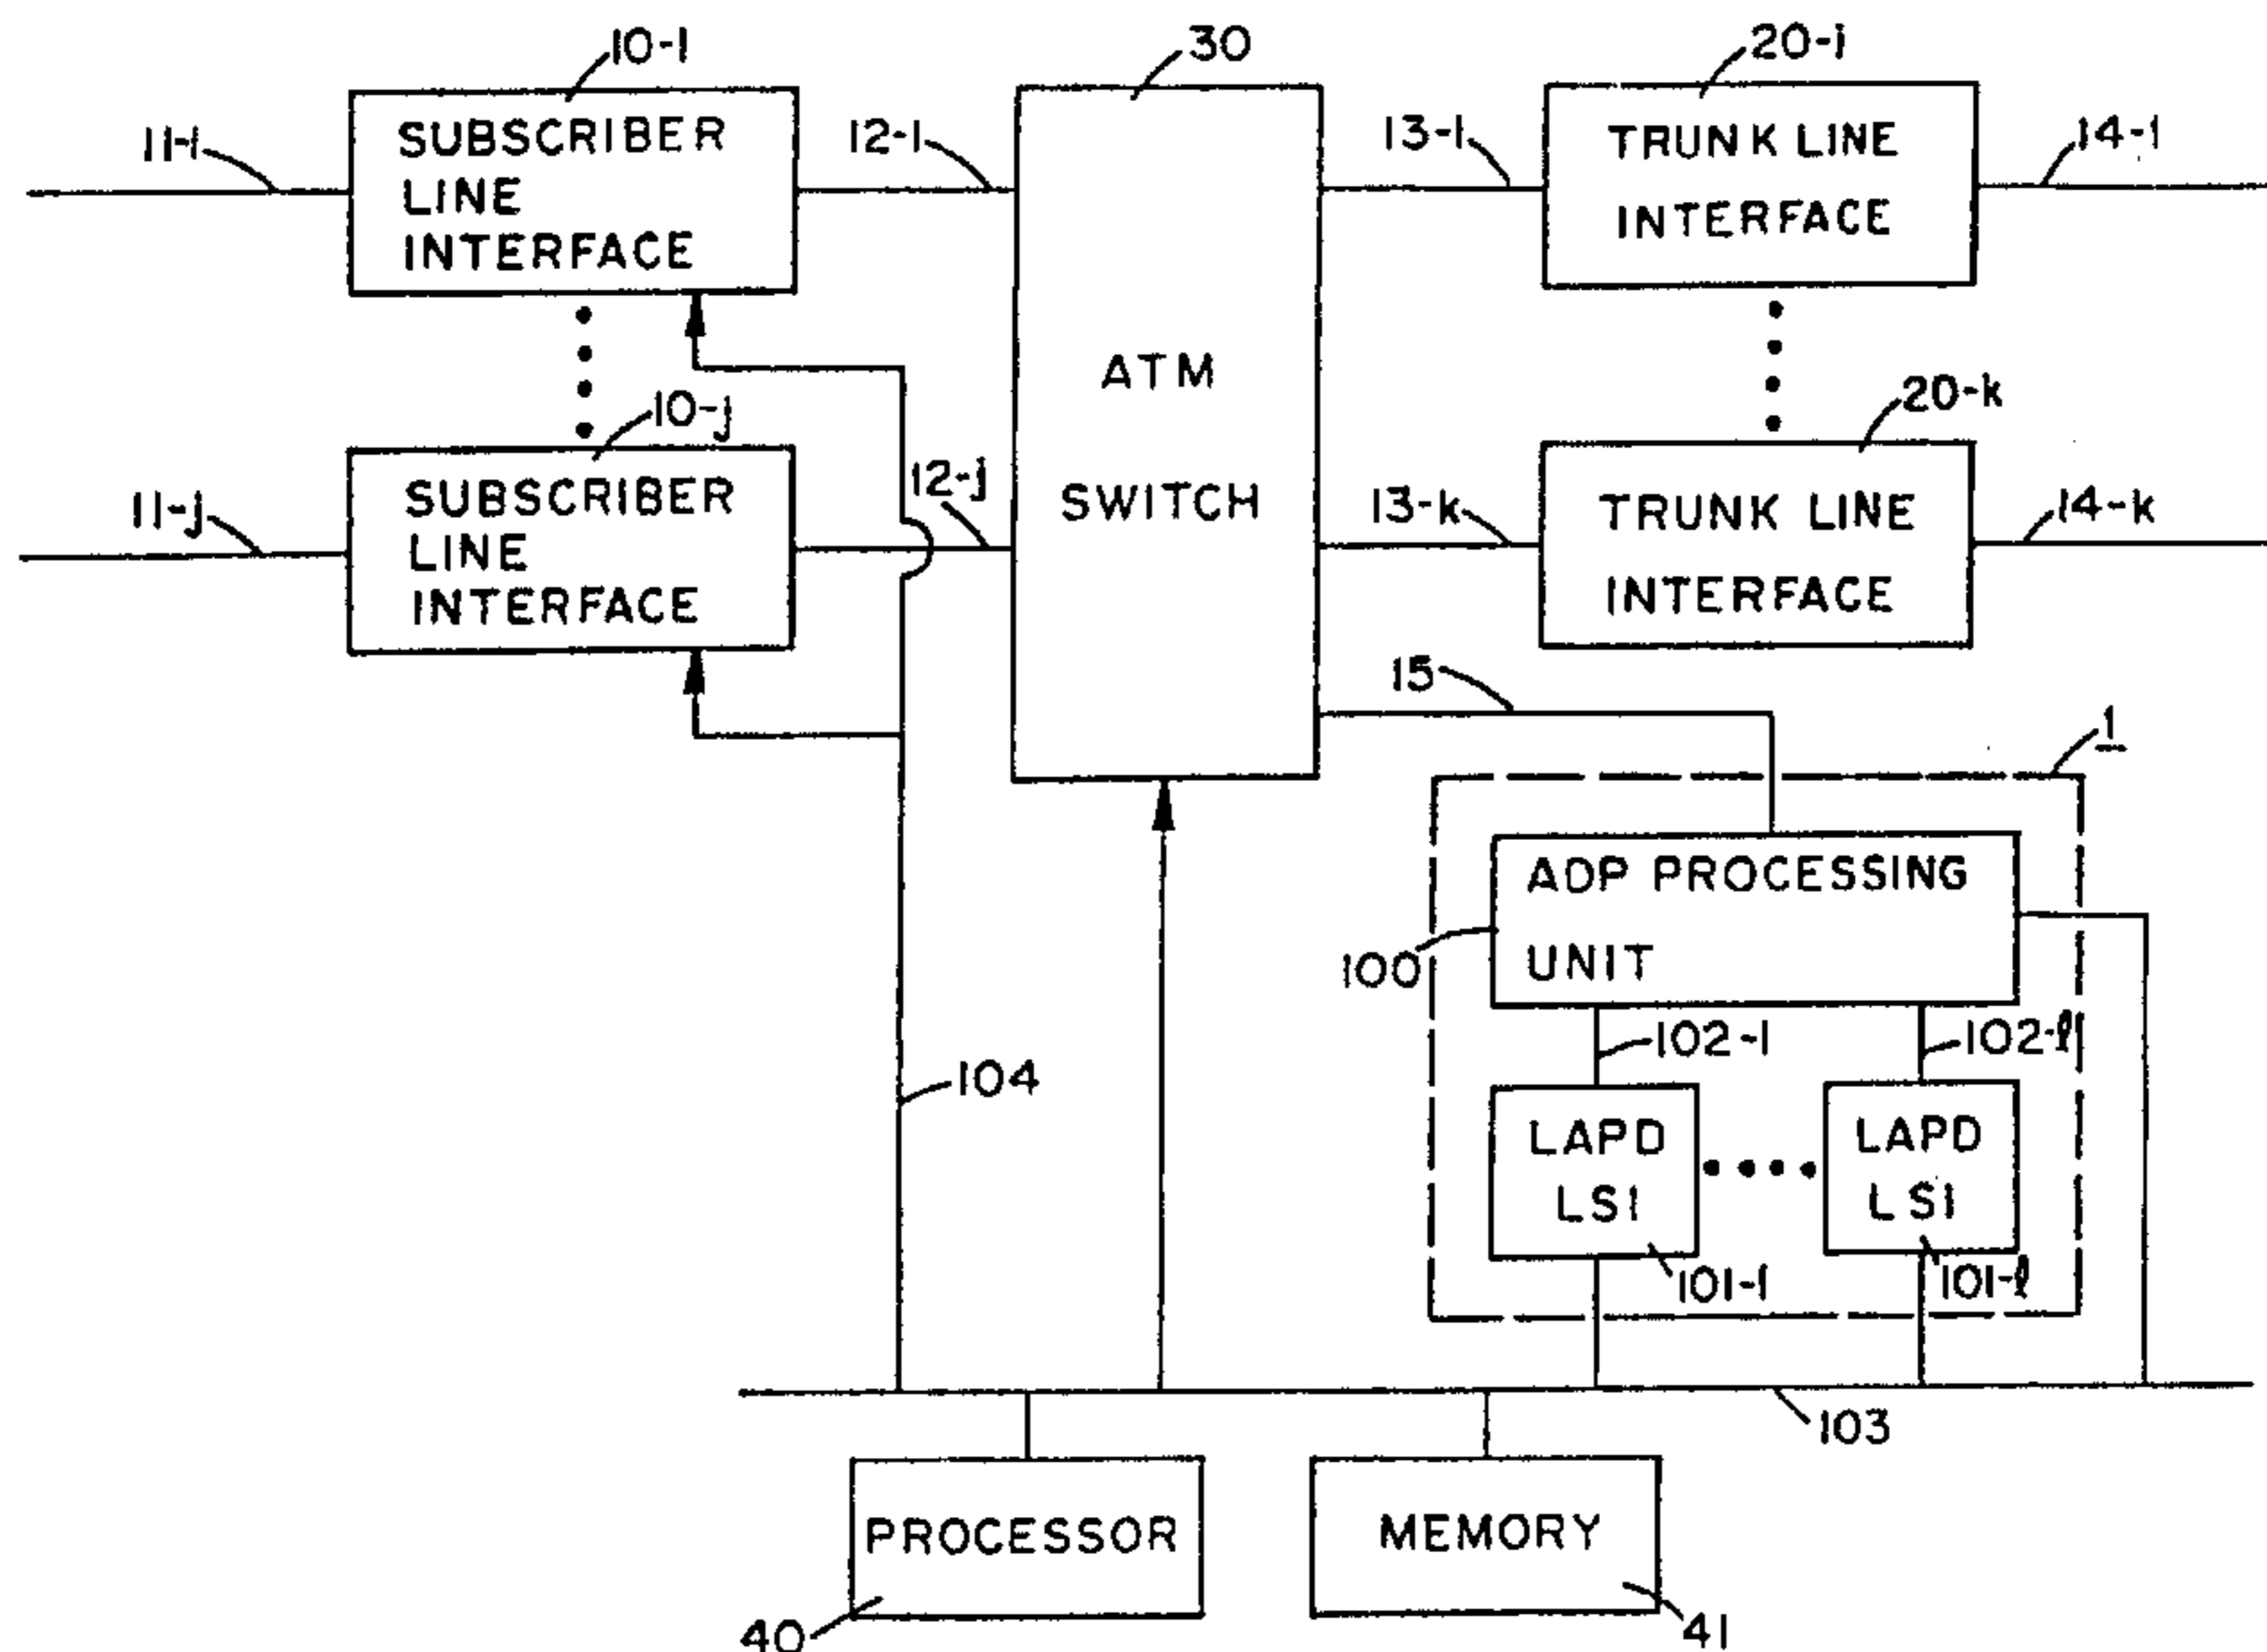 10-1
30
20-i
SUBSCRIBER
LINE
INTERFACE
11-1
12-1
13-1
TRUNK LINE
INTERFACE
14-1
ATM
SWITCH
10-j
20-k
SUBSCRIBER
LINE
INTERFACE
11-j
12-j
13-k
TRUNK LINE
INTERFACE
14-k
15
1
ADP PROCESSING
UNIT
100
102-1
102-l
104
LAPD
LSI
LAPD
LSI
101-1
101-l
103
PROCESSOR
MEMORY
40
41